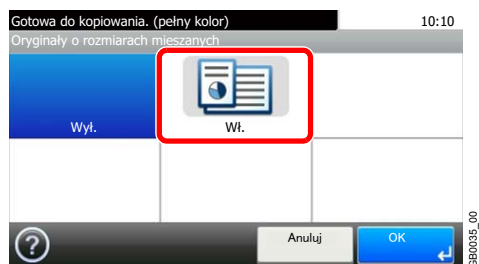 Gotowa do kopiowania. (pełny kolor) 10:10
Oryginały o rozmiarach mieszanych
Wył. Wł.
? Anuluj OK
GB0035_00